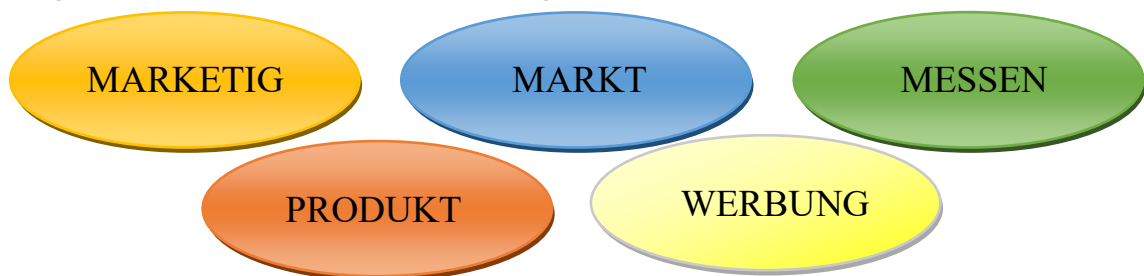 MARKETIG
MARKT
MESSEN
PRODUKT
WERBUNG